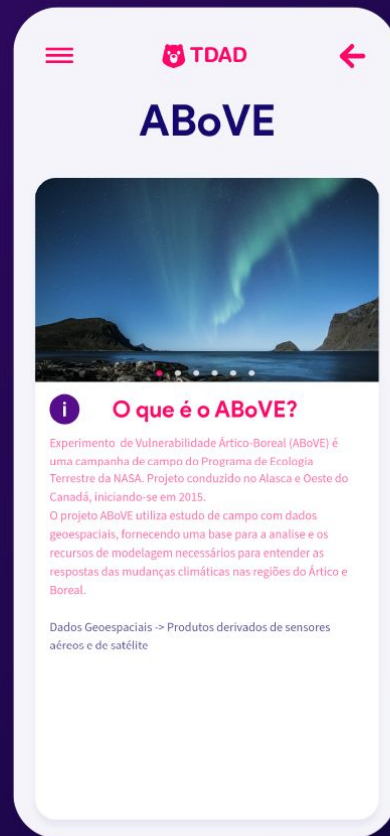 TDAD
ABoVE
i
O que é o ABoVE?
Experimento de Vulnerabilidade Ártico-Boreal (ABoVE) é
uma campanha de campo do Programa de Ecologia
Terrestre da NASA. Projeto conduzido no Alasca e Oeste do
Canadá, iniciando-se em 2015.
O projeto ABoVE utiliza estudo de campo com dados
geoespaciais, fornecendo uma base para a analise e os
recursos de modelagem necessários para entender as
respostas das mudanças climáticas nas regiões do Ártico e
Boreal.
Dados Geoespaciais -> Produtos derivados de sensores
aéreos e de satélite